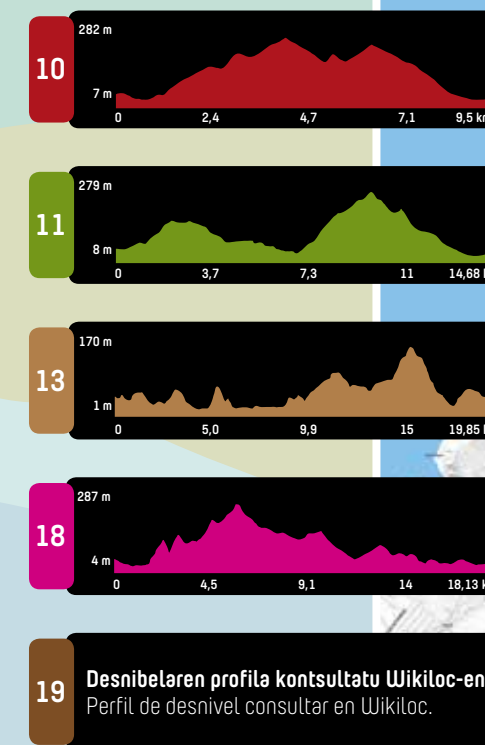 10
282 m
7 m
0 2,4 4,7 7,1 9,5 km
11
279 m
8 m
0 3,7 7,3 11 14,68 k
13
170 m
1 m
0 5,0 9,9 15 19,85 k
18
287 m
4 m
0 4,5 9,1 14 18,13 k
19
Desnibelaren profila kontsultatu Wikiloc-en
Perfil de desnivel consultar en Wikiloc.